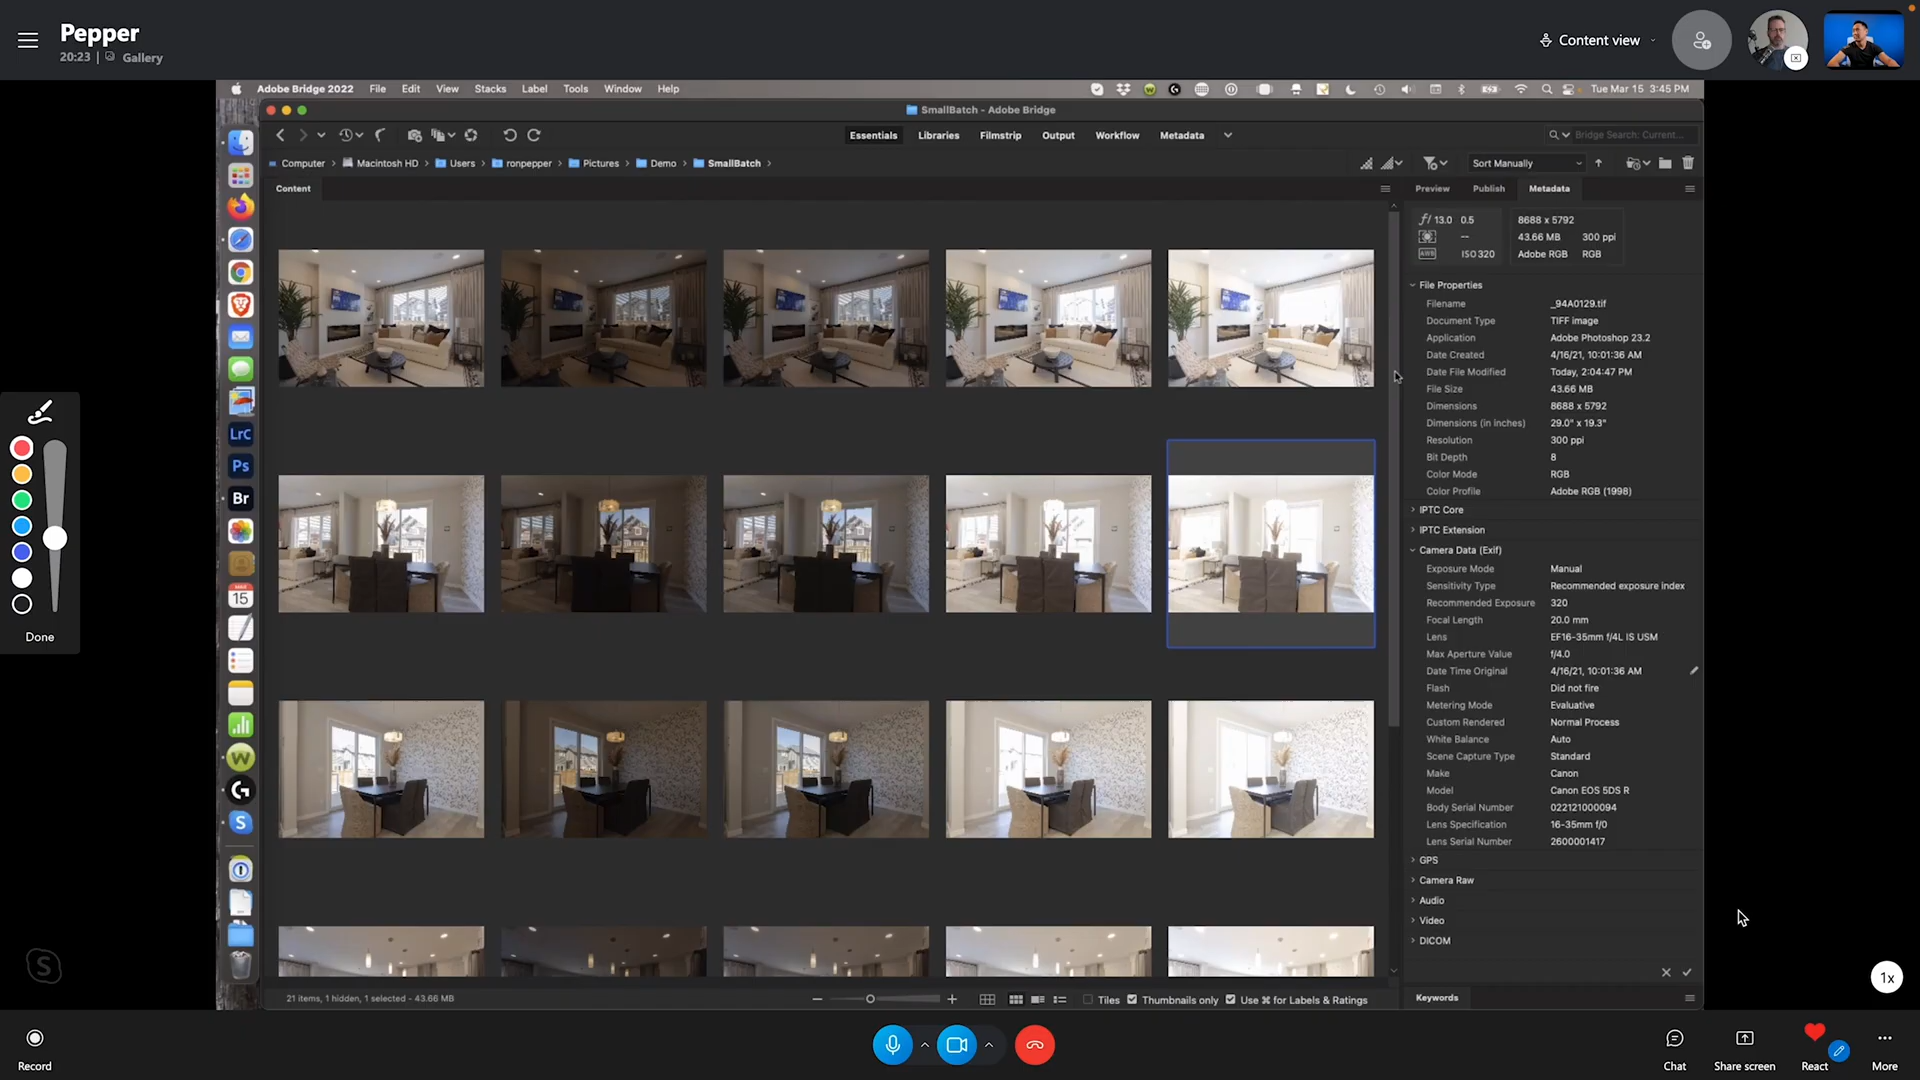 Pepper
20:23 | Gallery
Content view
Adobe Bridge 2022 File Edit View Stacks Label Tools Window Help
Tue Mar 15 3:45 PM
SmallBatch - Adobe Bridge
Essentials Libraries Filmstrip Output Workflow Metadata
Bridge Search: Current...
Computer Macintosh HD Users ronpepper Pictures Demo SmallBatch
Sort Manually
Content
Preview Publish Metadata
f/ 13.0 0.5
--
AWB ISO 320
8688 x 5792
43.66 MB 300 ppi
Adobe RGB RGB
File Properties
Filename _94A0129.tif
Document Type TIFF image
Application Adobe Photoshop 23.2
Date Created 4/16/21, 10:01:36 AM
Date File Modified Today, 2:04:47 PM
File Size 43.66 MB
Dimensions 8688 x 5792
Dimensions (in inches) 29.0" x 19.3"
Resolution 300 ppi
Bit Depth 8
Color Mode RGB
Color Profile Adobe RGB (1998)
IPTC Core
IPTC Extension
Camera Data (Exif)
Exposure Mode Manual
Sensitivity Type Recommended exposure index
Recommended Exposure 320
Focal Length 20.0 mm
Lens EF16-35mm f/4L IS USM
Max Aperture Value f/4.0
Date Time Original 4/16/21, 10:01:36 AM
Flash Did not fire
Metering Mode Evaluative
Custom Rendered Normal Process
White Balance Auto
Scene Capture Type Standard
Make Canon
Model Canon EOS 5DS R
Body Serial Number 022121000094
Lens Specification 16-35mm f/0
Lens Serial Number 2600001417
GPS
Camera Raw
Audio
Video
DICOM
Keywords
LrC
Ps
Br
15
Done
21 items, 1 hidden, 1 selected - 43.66 MB
Tiles Thumbnails only Use ⌘ for Labels & Ratings
1x
Record
Chat Share screen React More